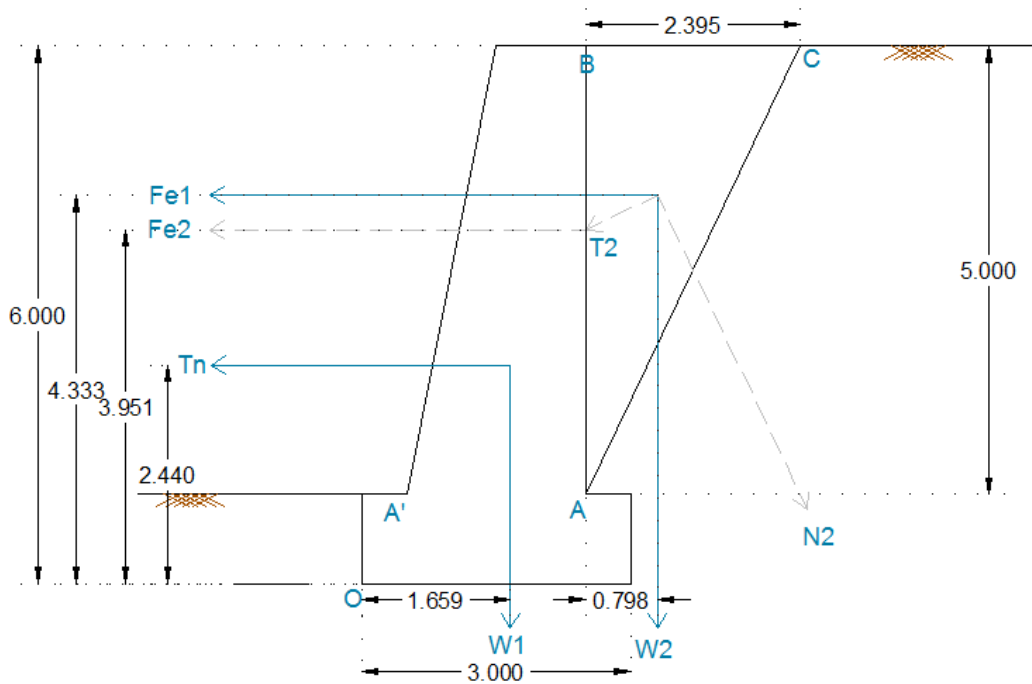 2.395
B
C
Fe1
Fe2
T2
5.000
6.000
Tn
4.333
3.951
2.440
A'
A
N2
O
1.659
0.798
W1
W2
3.000